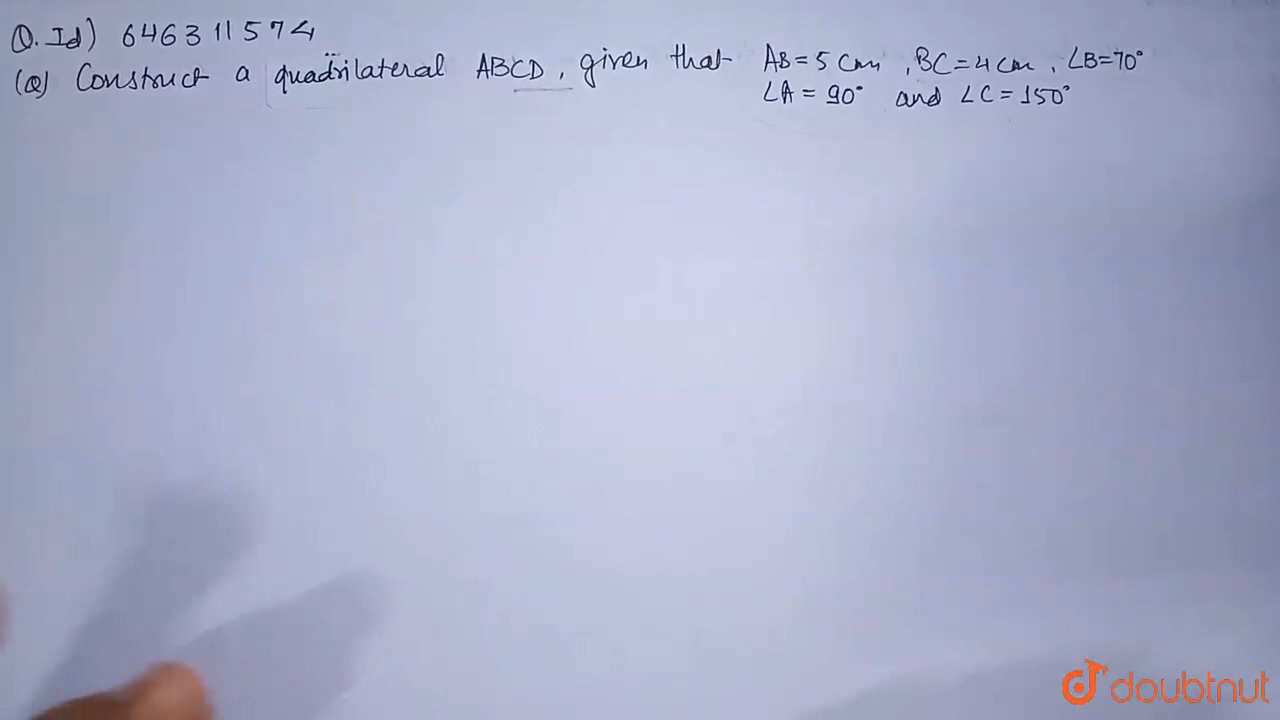 Q. Id) 646311574
(Q) Construct a quadrilateral ABCD, given that AB = 5 cm, BC = 4 cm, ∠B = 70°
∠A = 90° and ∠C = 150°
doubtnut